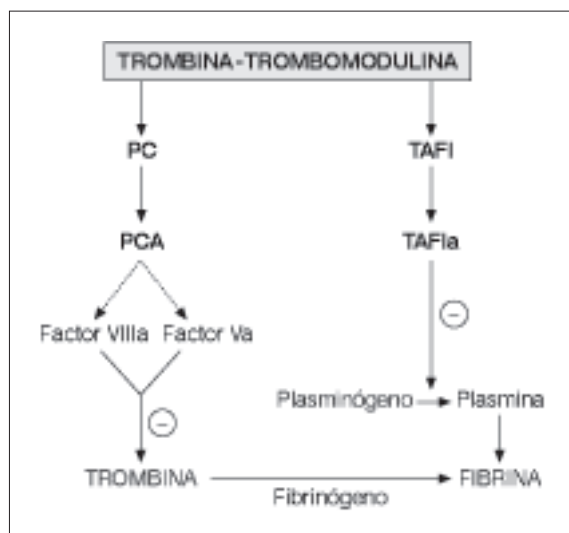 TROMBINA-TROMBOMODULINA
PC TAFI
PCA TAFIa
−
Factor VIIIa Factor Va
Plasminógeno Plasmina
−
TROMBINA FIBRINA
Fibrinógeno